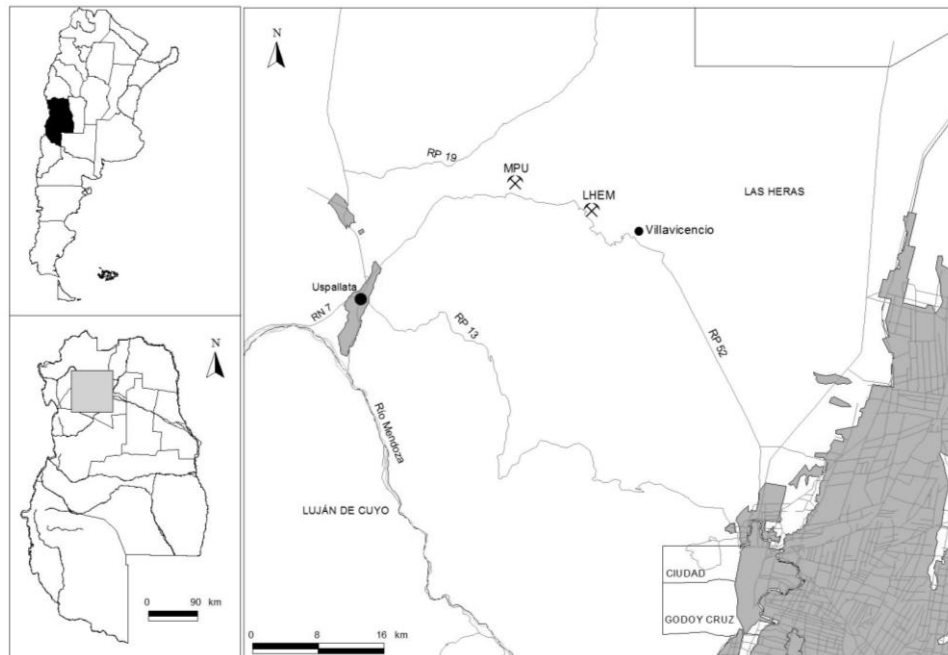 N
N
0 90 km
N
RP 19
MPU
LHEM
LAS HERAS
Villavicencio
Uspallata
RN 7
RP 13
RP 52
Río Mendoza
LUJÁN DE CUYO
CIUDAD
GODOY CRUZ
0 8 16 km